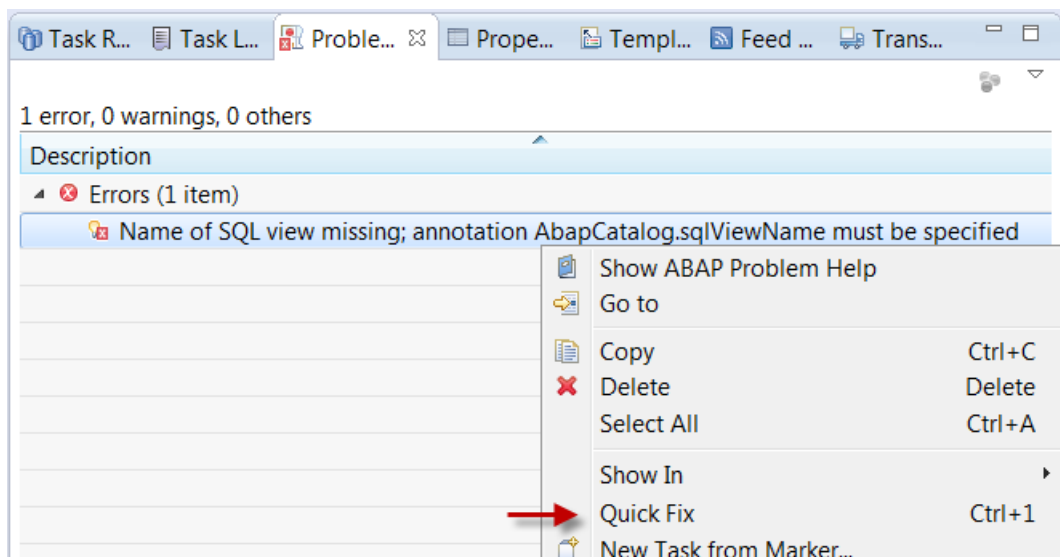 Task R... Task L... Proble... Prope... Templ... Feed ... Trans...
1 error, 0 warnings, 0 others
Description
Errors (1 item)
Name of SQL view missing; annotation AbapCatalog.sqlViewName must be specified
Show ABAP Problem Help
Go to
Copy Ctrl+C
Delete Delete
Select All Ctrl+A
Show In
Quick Fix Ctrl+1
New Task from Marker...